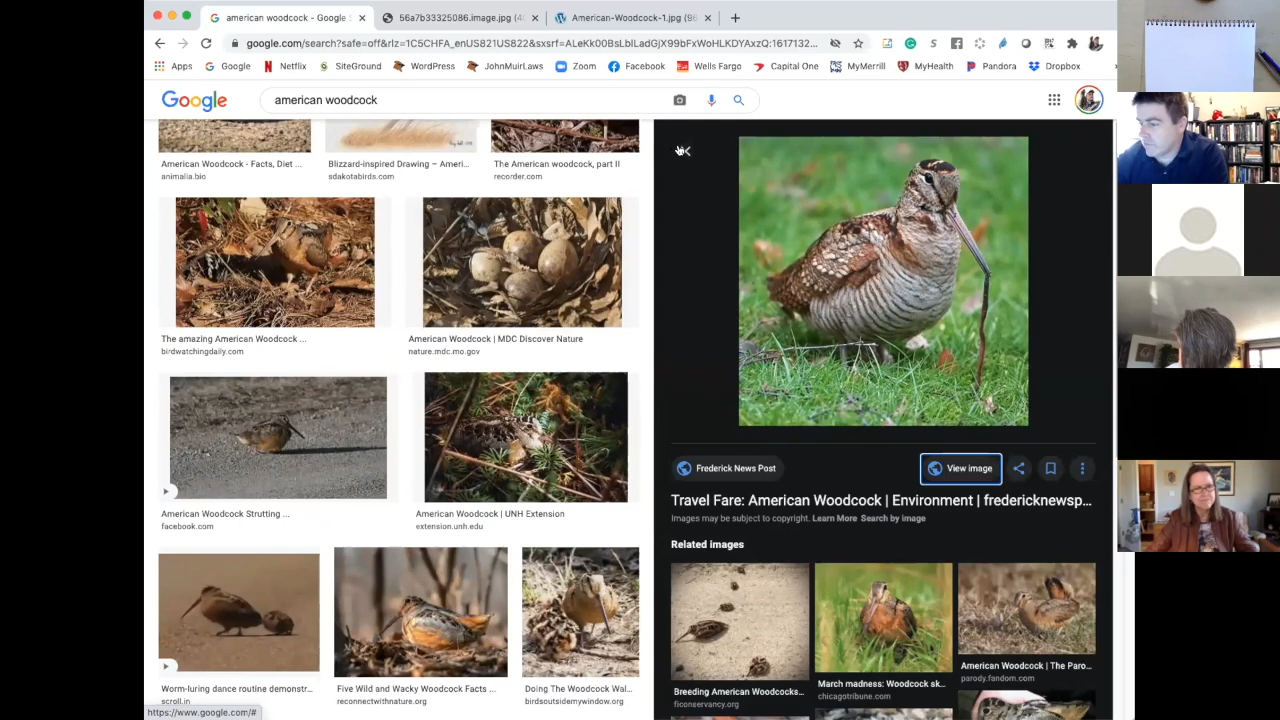 american woodcock - Google S
56a7b33325086.image.jpg (40
American-Woodcock-1.jpg (96
google.com/search?safe=off&rlz=1C5CHFA_enUS821US822&sxsrf=ALeKk00BsLblLadGjX99bFxWoHLKDYAxzQ:1617132...
Apps
Google
Netflix
SiteGround
WordPress
JohnMuirLaws
Zoom
Facebook
Wells Fargo
Capital One
MyMerrill
MyHealth
Pandora
Dropbox
Google
american woodcock
American Woodcock - Facts, Diet ...
animalia.bio
Blizzard-inspired Drawing – Ameri...
sdakotabirds.com
The American woodcock, part II
recorder.com
The amazing American Woodcock ...
birdwatchingdaily.com
American Woodcock | MDC Discover Nature
nature.mdc.mo.gov
American Woodcock Strutting ...
facebook.com
American Woodcock | UNH Extension
extension.unh.edu
Worm-luring dance routine demonstr...
scroll.in
Five Wild and Wacky Woodcock Facts ...
reconnectwithnature.org
Doing The Woodcock Wal...
birdsoutsidemywindow.org
https://www.google.com/#
Frederick News Post
View image
Travel Fare: American Woodcock | Environment | fredericknewsp...
Images may be subject to copyright. Learn More Search by image
Related images
Breeding American Woodcocks...
ficonservancy.org
March madness: Woodcock sk...
chicagotribune.com
American Woodcock | The Paro...
parody.fandom.com